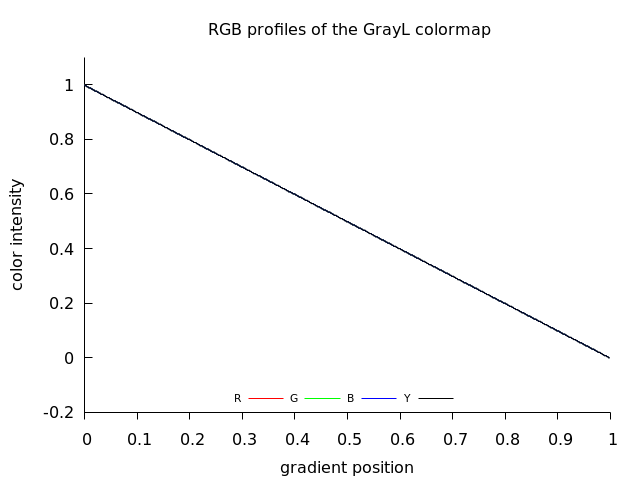 RGB profiles of the GrayL colormap
1
0.8
0.6
0.4
0.2
0
-0.2
color intensity
R G B Y
0 0.1 0.2 0.3 0.4 0.5 0.6 0.7 0.8 0.9 1
gradient position